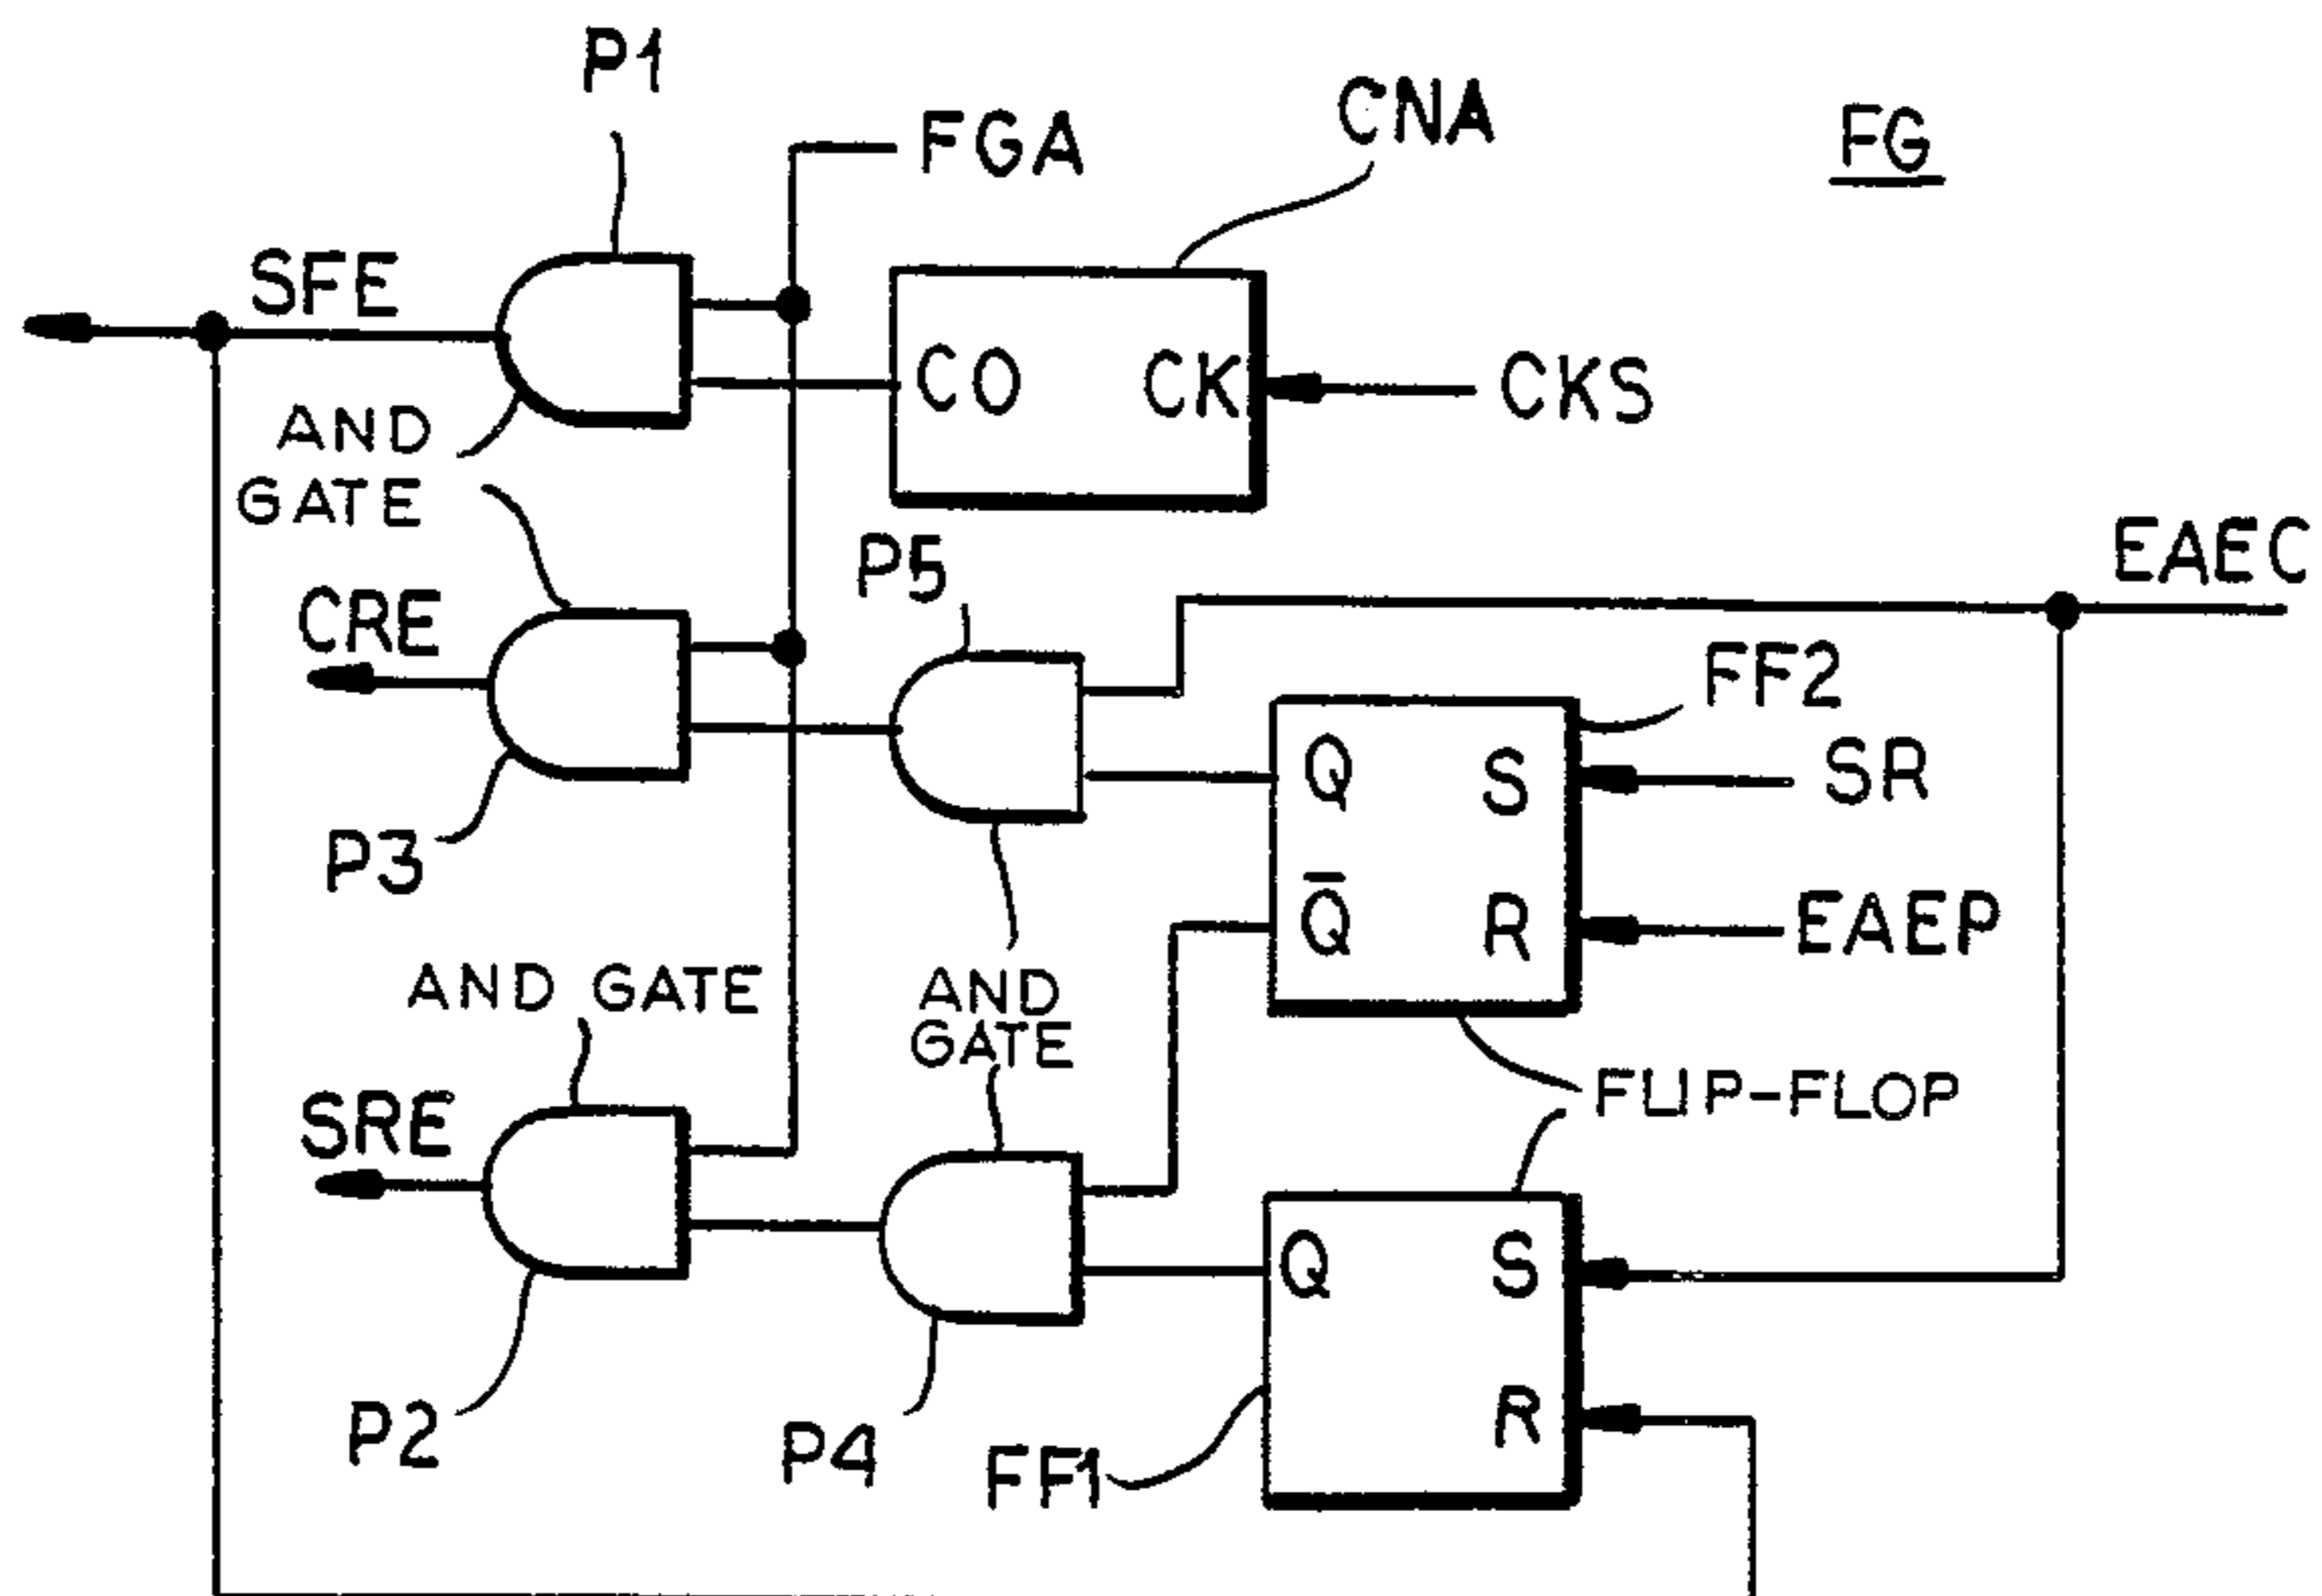 P1
FGA
CNA
FG
SFE
CO
CK
CKS
AND
GATE
P5
EAEC
CRE
FF2
Q
S
SR
P3
Q̅
R
EAEP
AND GATE
AND
GATE
FLIP-FLOP
SRE
Q
S
R
P2
P4
FF1